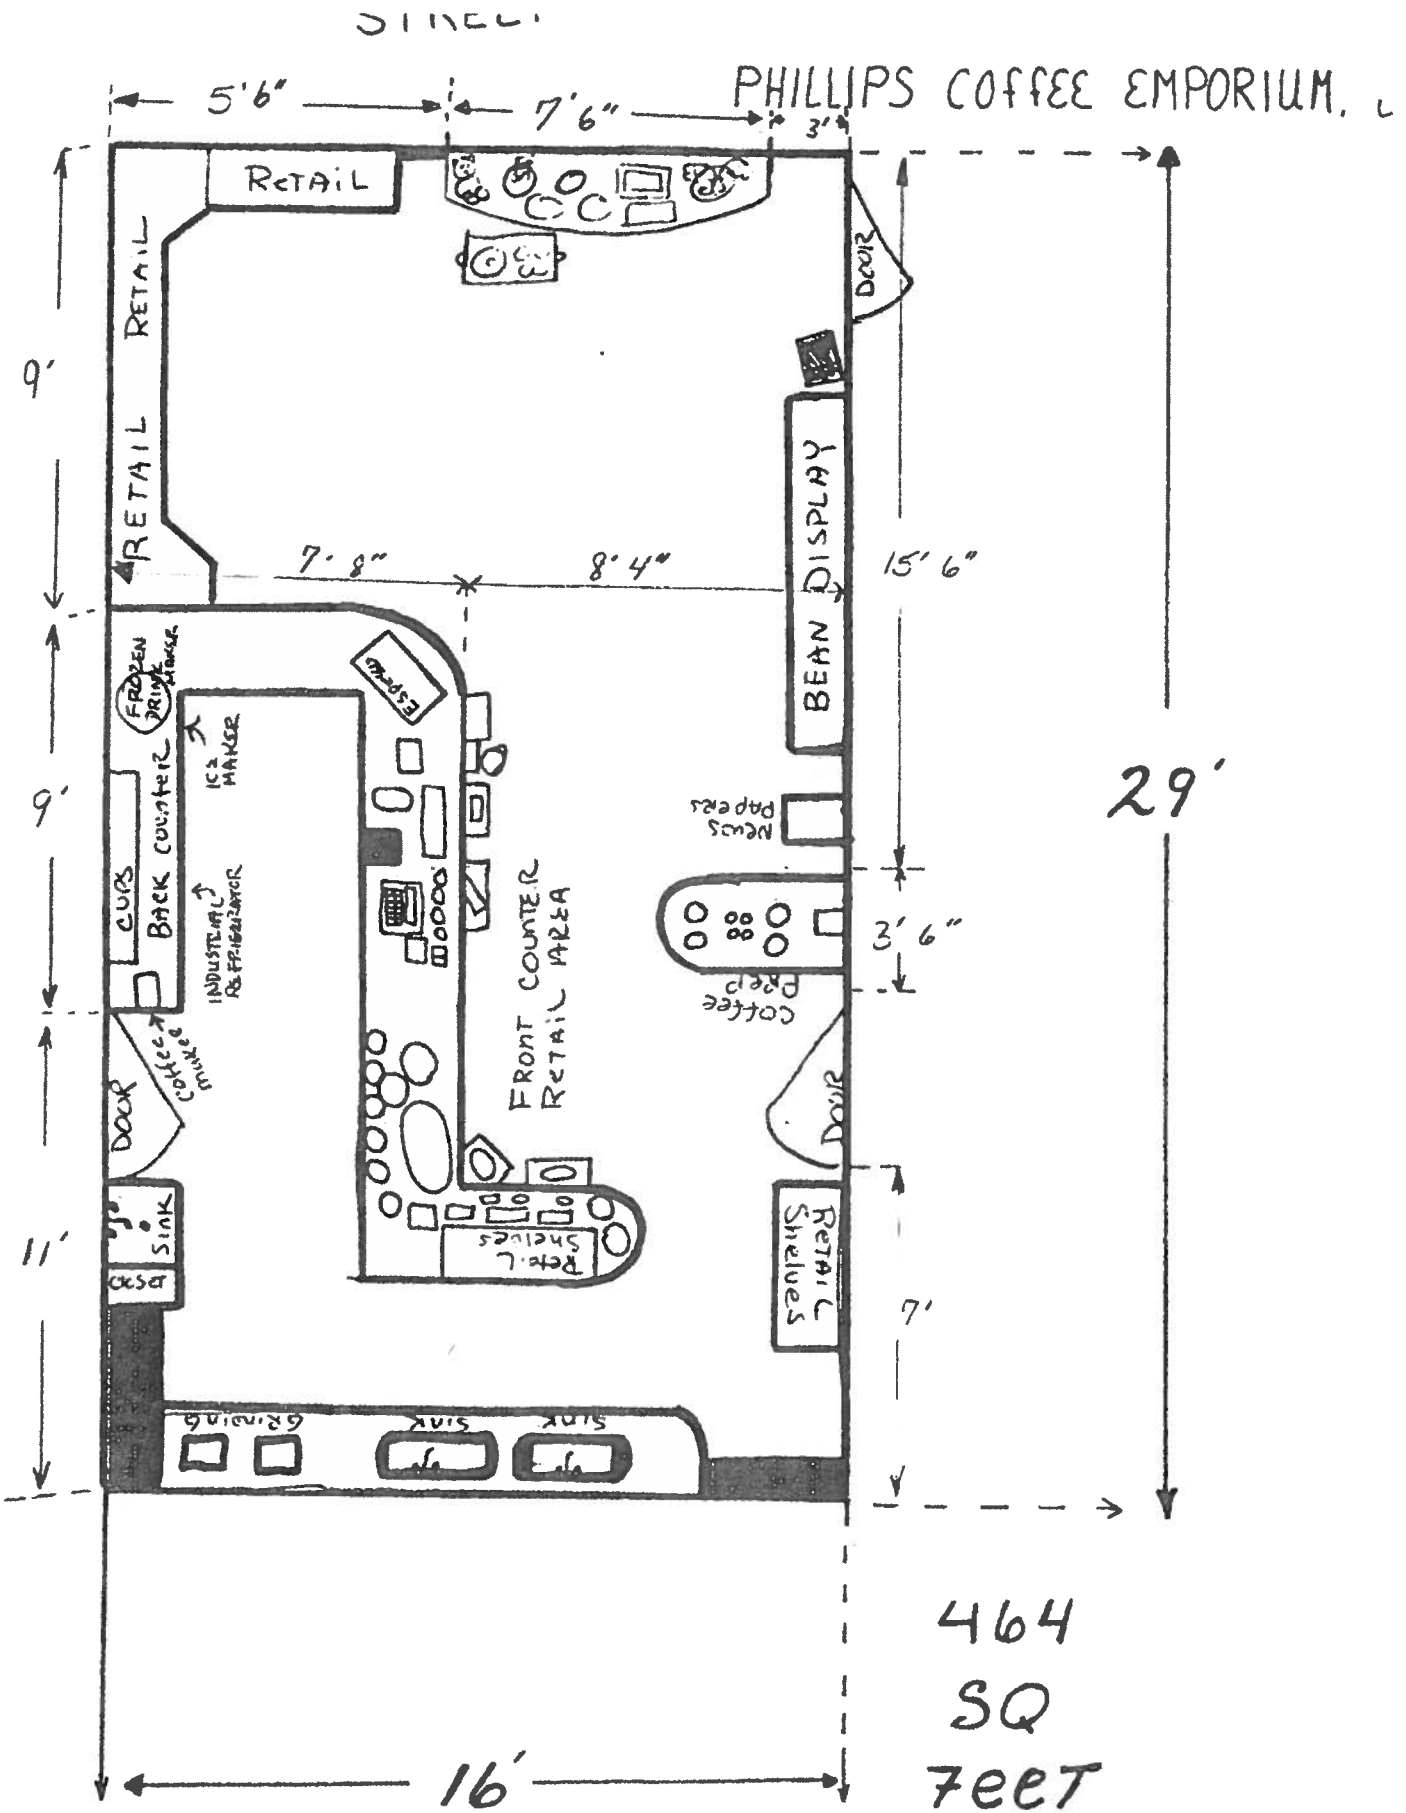 PHILLIPS COFFEE EMPORIUM.
5'6"
7'6"
3'
RETAIL
RETAIL
RETAIL
DOOR
9'
7'-8"
8'4"
15'6"
BEAN DISPLAY
29'
FROZEN
DRINK
MAKER
ESPRESSO
ICE
MAKER
9'
CUPS
BACK COUNTER
INDUSTRIAL
REFRIGERATOR
NEWS
PAPERS
3'6"
COFFEE
PREP
FRONT COUNTER
RETAIL AREA
COFFEE
MAKER
DOOR
DOOR
SINK
CLOSET
11'
RETAIL
SHELVES
RETAIL
SHELVES
7'
GRINDING
SINK
SINK
464
SQ
FEET
16'